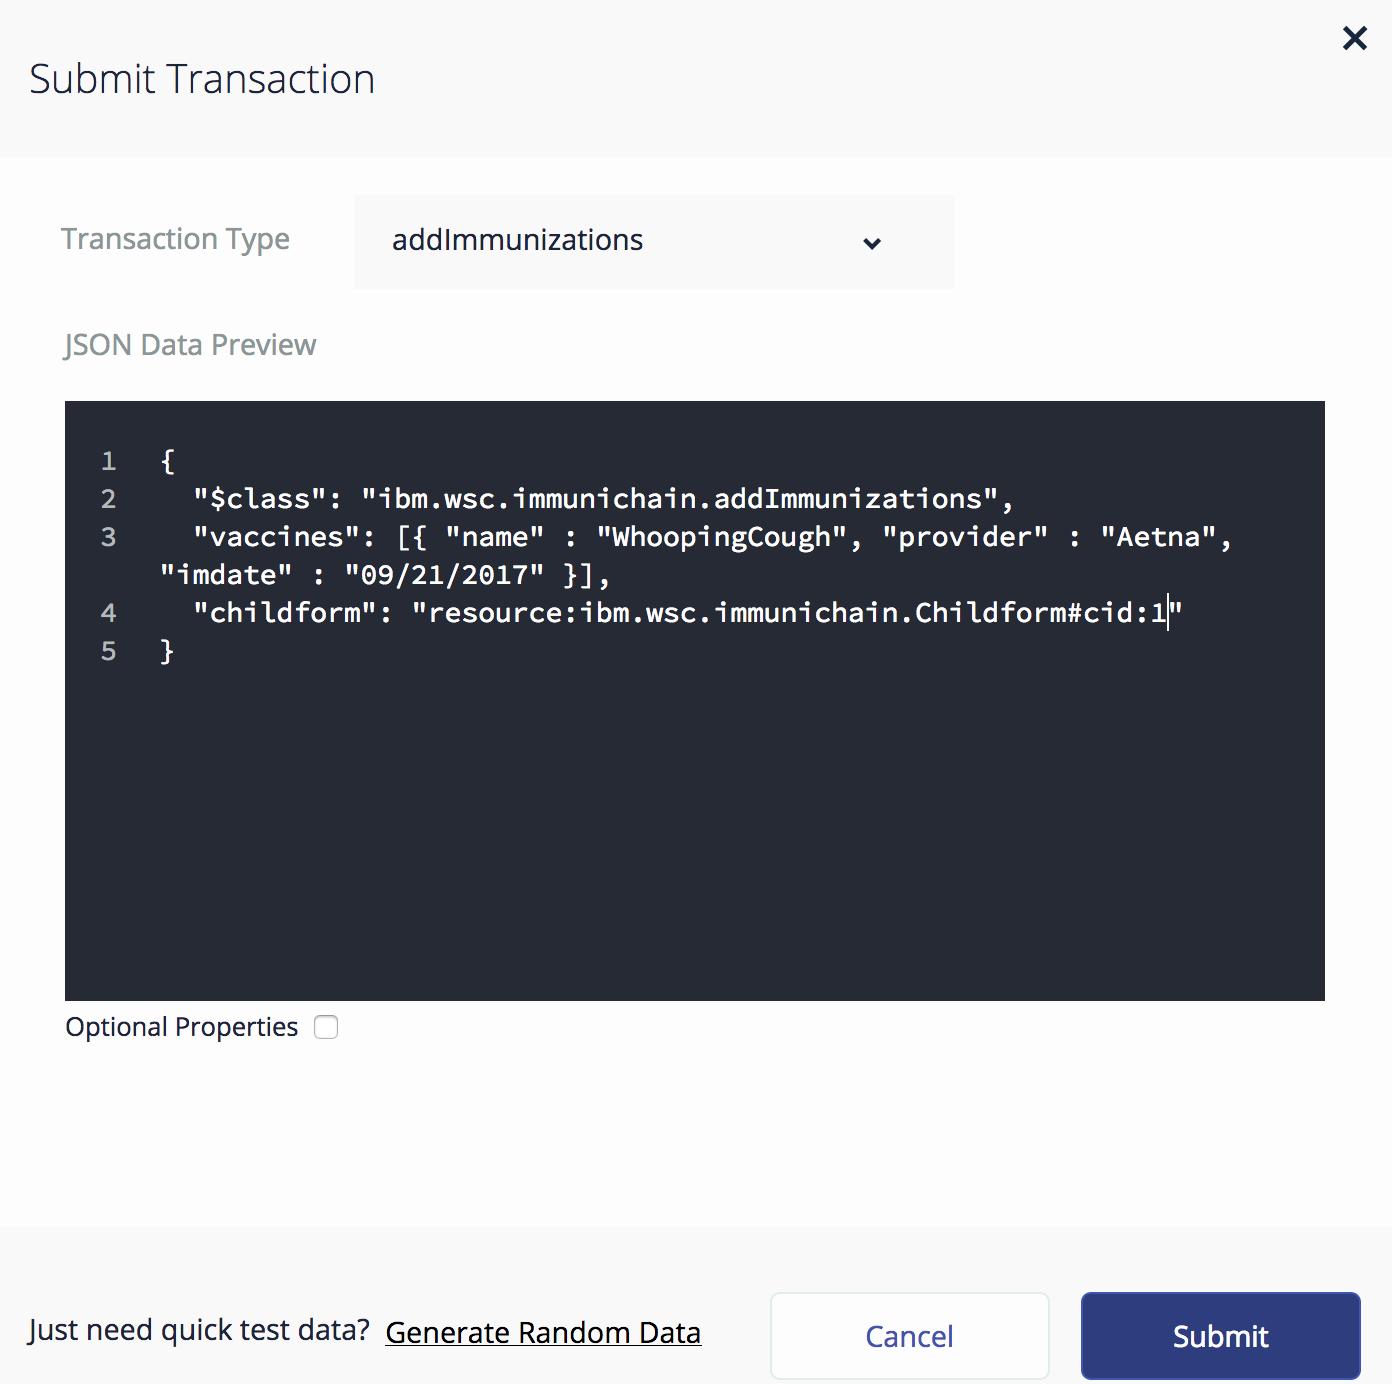 Submit Transaction
Transaction Type addImmunizations
JSON Data Preview
1 {
2 "$class": "ibm.wsc.immunichain.addImmunizations",
3 "vaccines": [{ "name" : "WhoopingCough", "provider" : "Aetna",
"imdate" : "09/21/2017" }],
4 "childform": "resource:ibm.wsc.immunichain.Childform#cid:1"
5 }
Optional Properties
Just need quick test data? Generate Random Data Cancel Submit